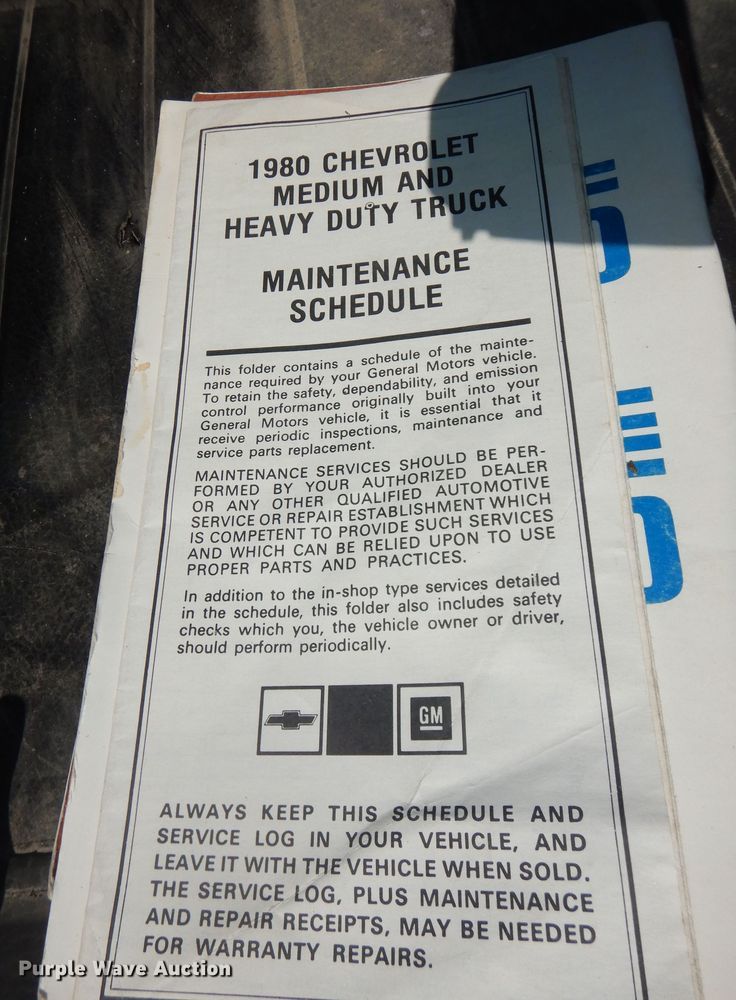 1980 CHEVROLET
MEDIUM AND
HEAVY DUTY TRUCK
MAINTENANCE
SCHEDULE
This folder contains a schedule of the mainte-
nance required by your General Motors vehicle.
To retain the safety, dependability, and emission
control performance originally built into your
General Motors vehicle, it is essential that it
receive periodic inspections, maintenance and
service parts replacement.
MAINTENANCE SERVICES SHOULD BE PER-
FORMED BY YOUR AUTHORIZED DEALER
OR ANY OTHER QUALIFIED AUTOMOTIVE
SERVICE OR REPAIR ESTABLISHMENT WHICH
IS COMPETENT TO PROVIDE SUCH SERVICES
AND WHICH CAN BE RELIED UPON TO USE
PROPER PARTS AND PRACTICES.
In addition to the in-shop type services detailed
in the schedule, this folder also includes safety
checks which you, the vehicle owner or driver,
should perform periodically.
GM
ALWAYS KEEP THIS SCHEDULE AND
SERVICE LOG IN YOUR VEHICLE, AND
LEAVE IT WITH THE VEHICLE WHEN SOLD.
THE SERVICE LOG, PLUS MAINTENANCE
AND REPAIR RECEIPTS, MAY BE NEEDED
FOR WARRANTY REPAIRS.
Purple Wave Auction